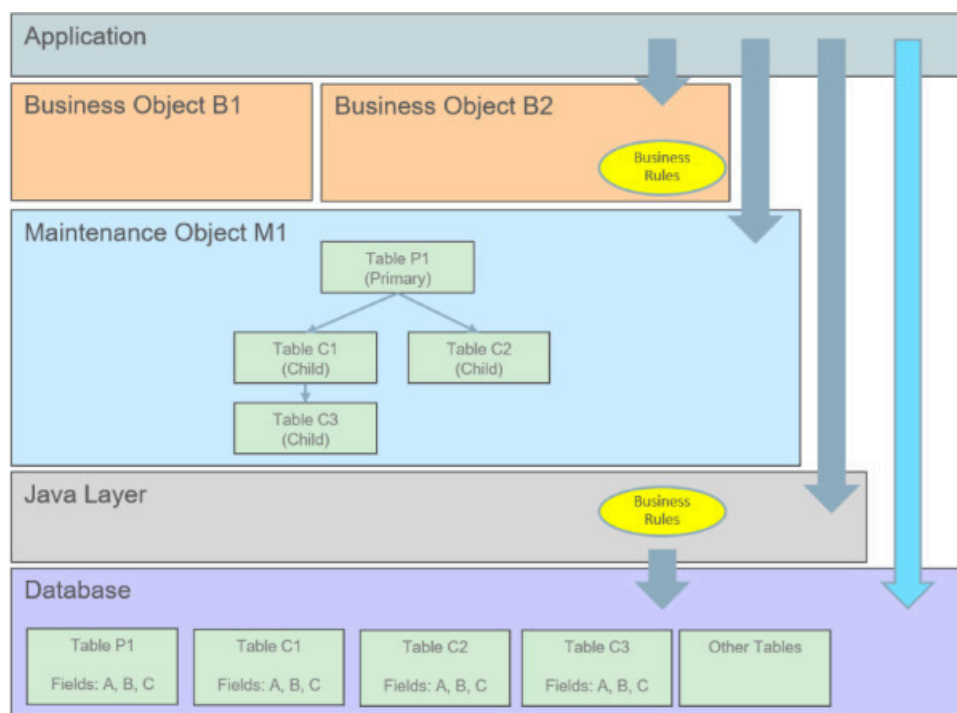 Application
Business Object B1
Business Object B2
Business
Rules
Maintenance Object M1
Table P1
(Primary)
Table C1
(Child)
Table C2
(Child)
Table C3
(Child)
Java Layer
Business
Rules
Database
Table P1
Fields: A, B, C
Table C1
Fields: A, B, C
Table C2
Fields: A, B, C
Table C3
Fields: A, B, C
Other Tables